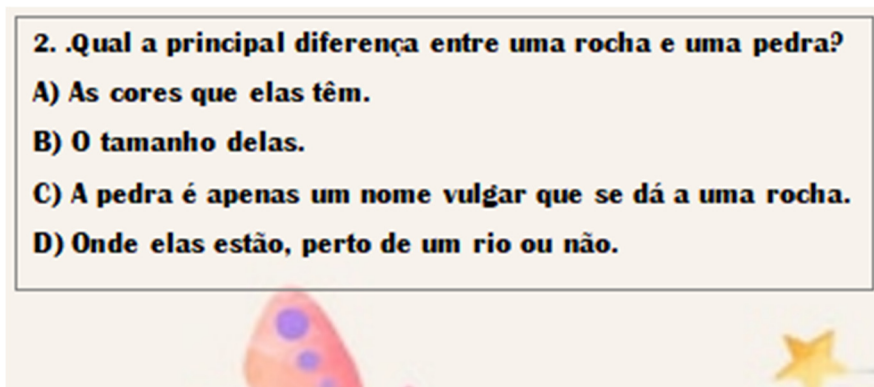 2. .Qual a principal diferença entre uma rocha e uma pedra?
A) As cores que elas têm.
B) O tamanho delas.
C) A pedra é apenas um nome vulgar que se dá a uma rocha.
D) Onde elas estão, perto de um rio ou não.